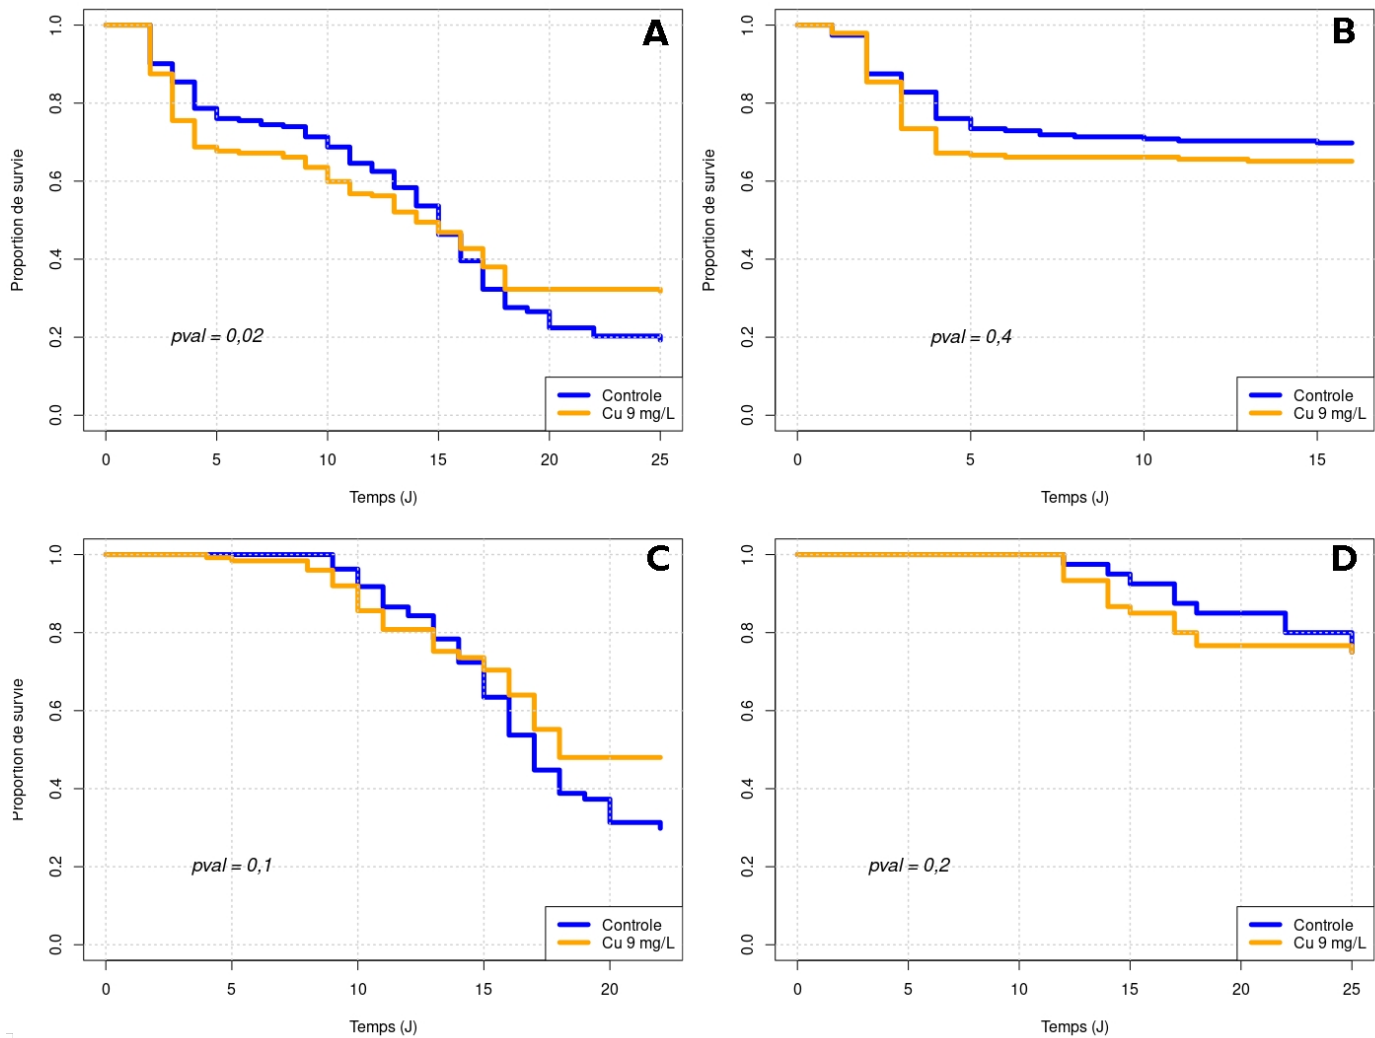 A
Proportion de survie
1.0
0.8
0.6
0.4
0.2
0.0
pval = 0,02
Controle
Cu 9 mg/L
0 5 10 15 20 25
Temps (J)
B
Proportion de survie
1.0
0.8
0.6
0.4
0.2
0.0
pval = 0,4
Controle
Cu 9 mg/L
0 5 10 15
Temps (J)
C
Proportion de survie
1.0
0.8
0.6
0.4
0.2
0.0
pval = 0,1
Controle
Cu 9 mg/L
0 5 10 15 20
Temps (J)
D
1.0
0.8
0.6
0.4
0.2
0.0
pval = 0,2
Controle
Cu 9 mg/L
0 5 10 15 20 25
Temps (J)